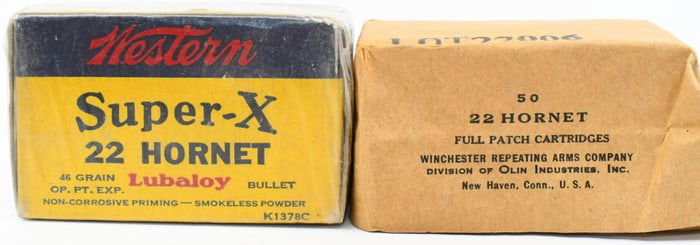 Western
Super-X
22 HORNET
46 GRAIN Lubaloy BULLET
OP. PT. EXP.
NON-CORROSIVE PRIMING — SMOKELESS POWDER
K1378C
LOT22006
50
22 HORNET
FULL PATCH CARTRIDGES
WINCHESTER REPEATING ARMS COMPANY
DIVISION OF OLIN INDUSTRIES, INC.
New Haven, Conn., U. S. A.